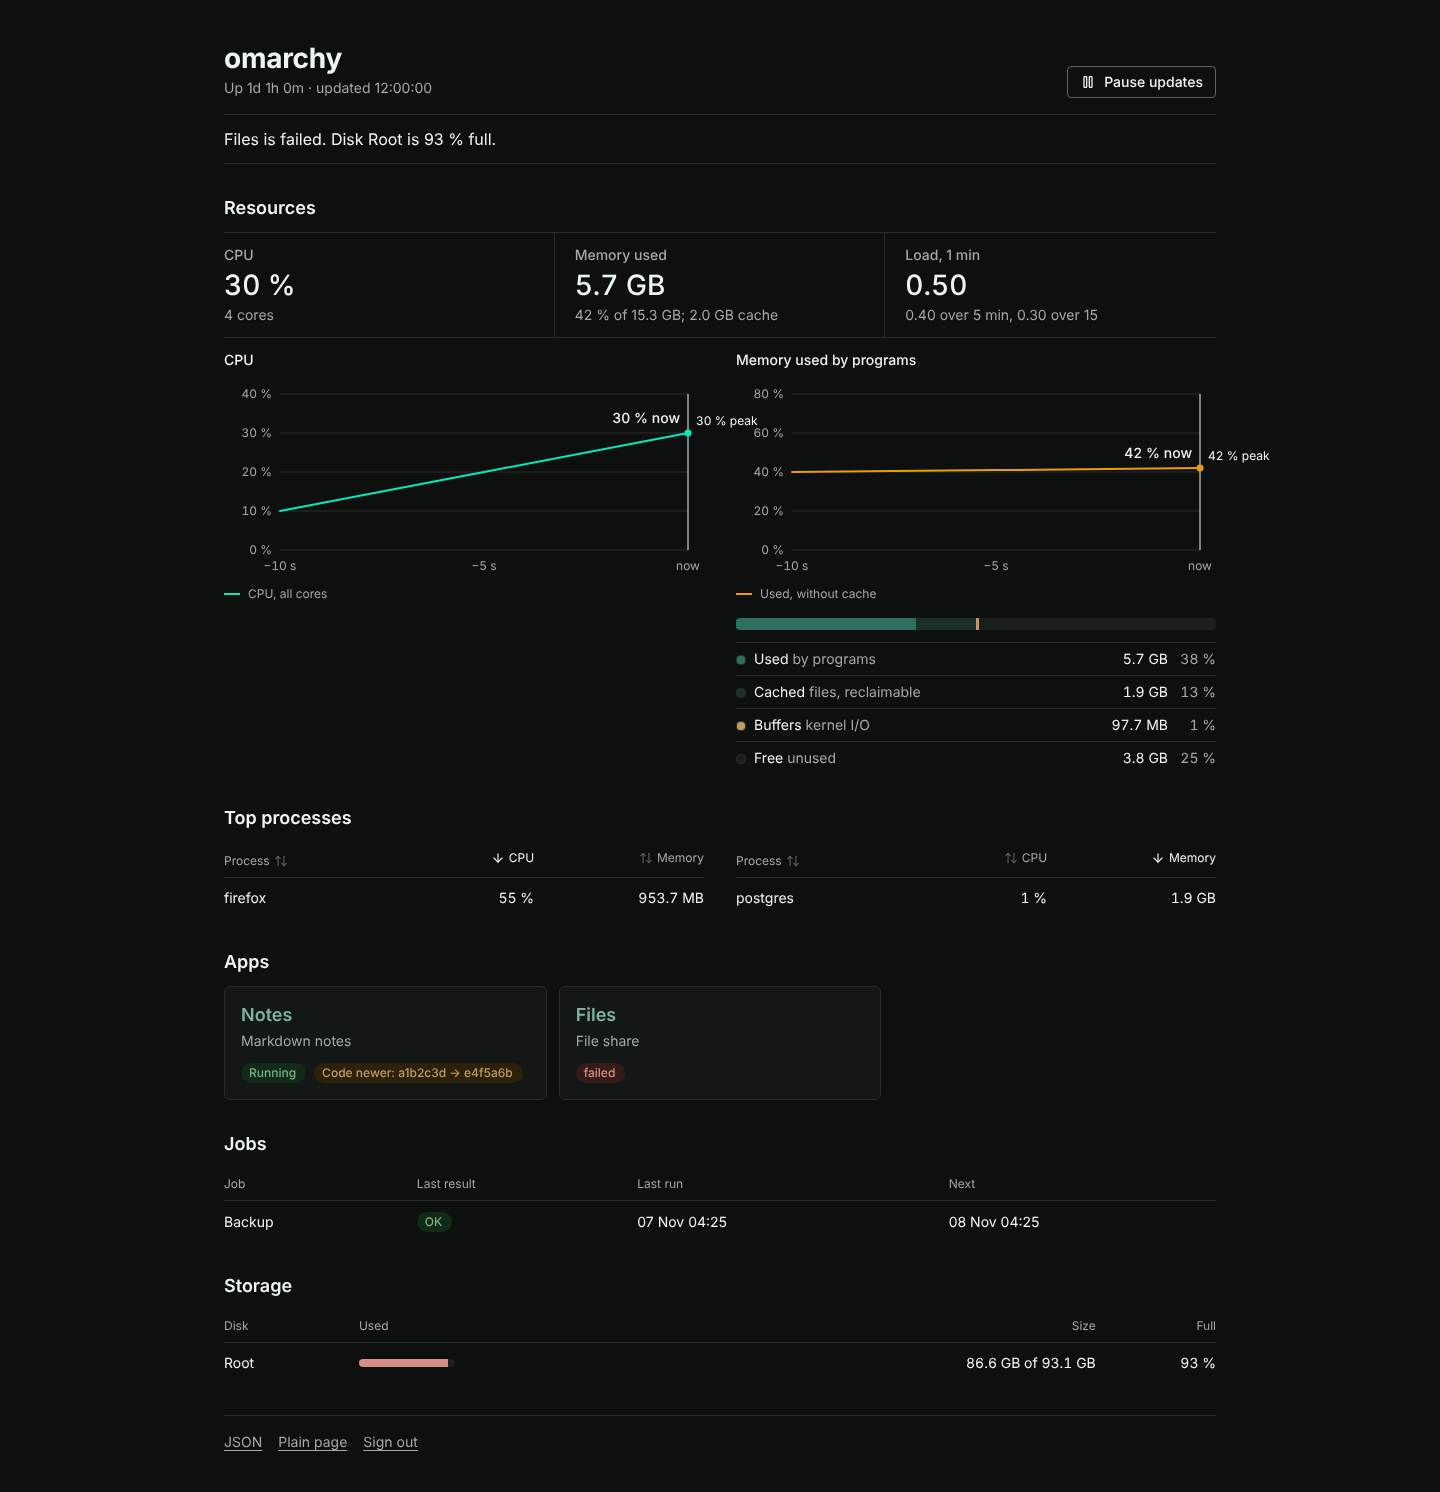 omarchy
Up 1d 1h 0m · updated 12:00:00
Pause updates
Files is failed. Disk Root is 93 % full.
Resources
CPU
30 %
4 cores
Memory used
5.7 GB
42 % of 15.3 GB; 2.0 GB cache
Load, 1 min
0.50
0.40 over 5 min, 0.30 over 15
CPU
40 %
30 %
20 %
10 %
0 %
30 % now
30 % peak
−10 s
−5 s
now
CPU, all cores
Memory used by programs
80 %
60 %
40 %
20 %
0 %
42 % now
42 % peak
−10 s
−5 s
now
Used, without cache
Used by programs 5.7 GB 38 %
Cached files, reclaimable 1.9 GB 13 %
Buffers kernel I/O 97.7 MB 1 %
Free unused 3.8 GB 25 %
Top processes
Process CPU Memory
firefox 55 % 953.7 MB
Process CPU Memory
postgres 1 % 1.9 GB
Apps
Notes
Markdown notes
Running Code newer: a1b2c3d → e4f5a6b
Files
File share
failed
Jobs
Job Last result Last run Next
Backup OK 07 Nov 04:25 08 Nov 04:25
Storage
Disk Used Size Full
Root 86.6 GB of 93.1 GB 93 %
JSON Plain page Sign out